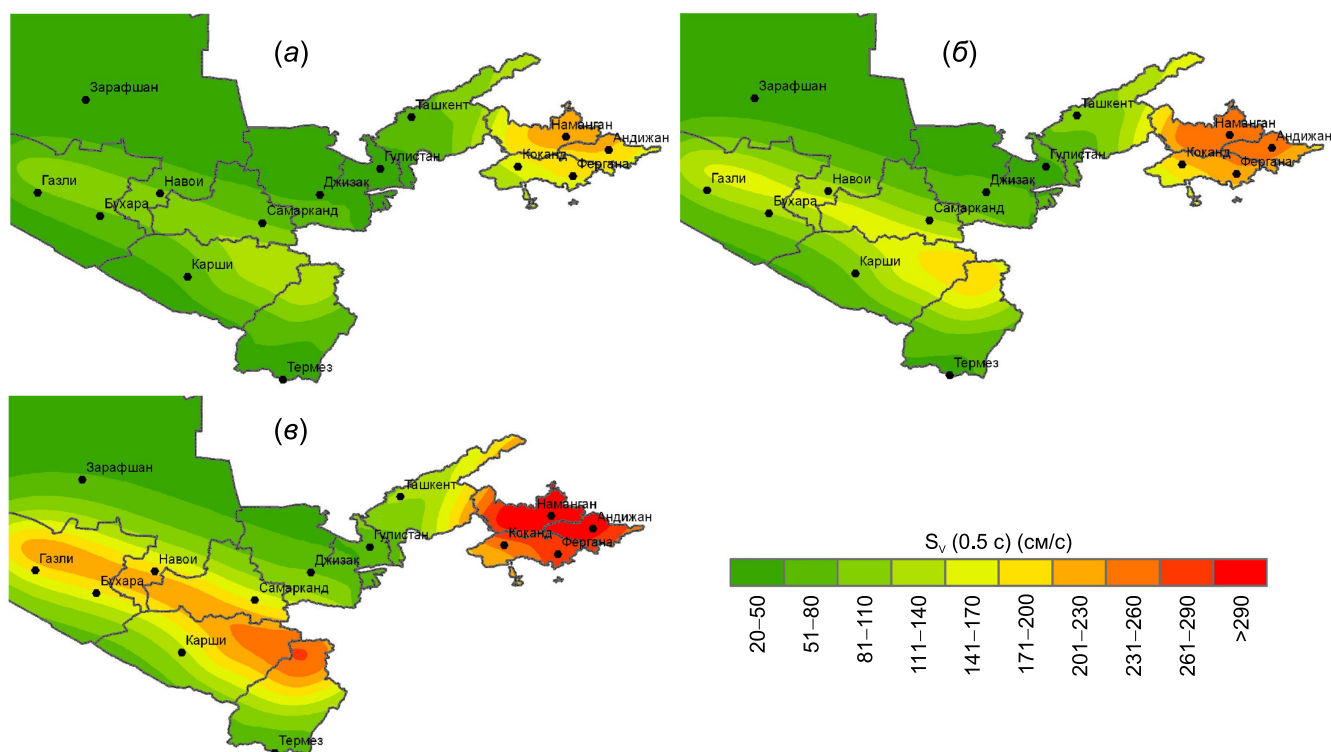 (а)
Зарафшан
Ташкент
Наманган
Андижан
Гулистан
Коканд
Фергана
Газли
Навои
Джизак
Бухара
Самарканд
Карши
Термез
(б)
Зарафшан
Ташкент
Наманган
Андижан
Гулистан
Коканд
Фергана
Газли
Навои
Джизак
Бухара
Самарканд
Карши
Термез
(в)
Зарафшан
Ташкент
Наманган
Андижан
Гулистан
Коканд
Фергана
Газли
Навои
Джизак
Бухара
Самарканд
Карши
Термез
Sv (0.5 с) (см/с)
20–50
51–80
81–110
111–140
141–170
171–200
201–230
231–260
261–290
>290